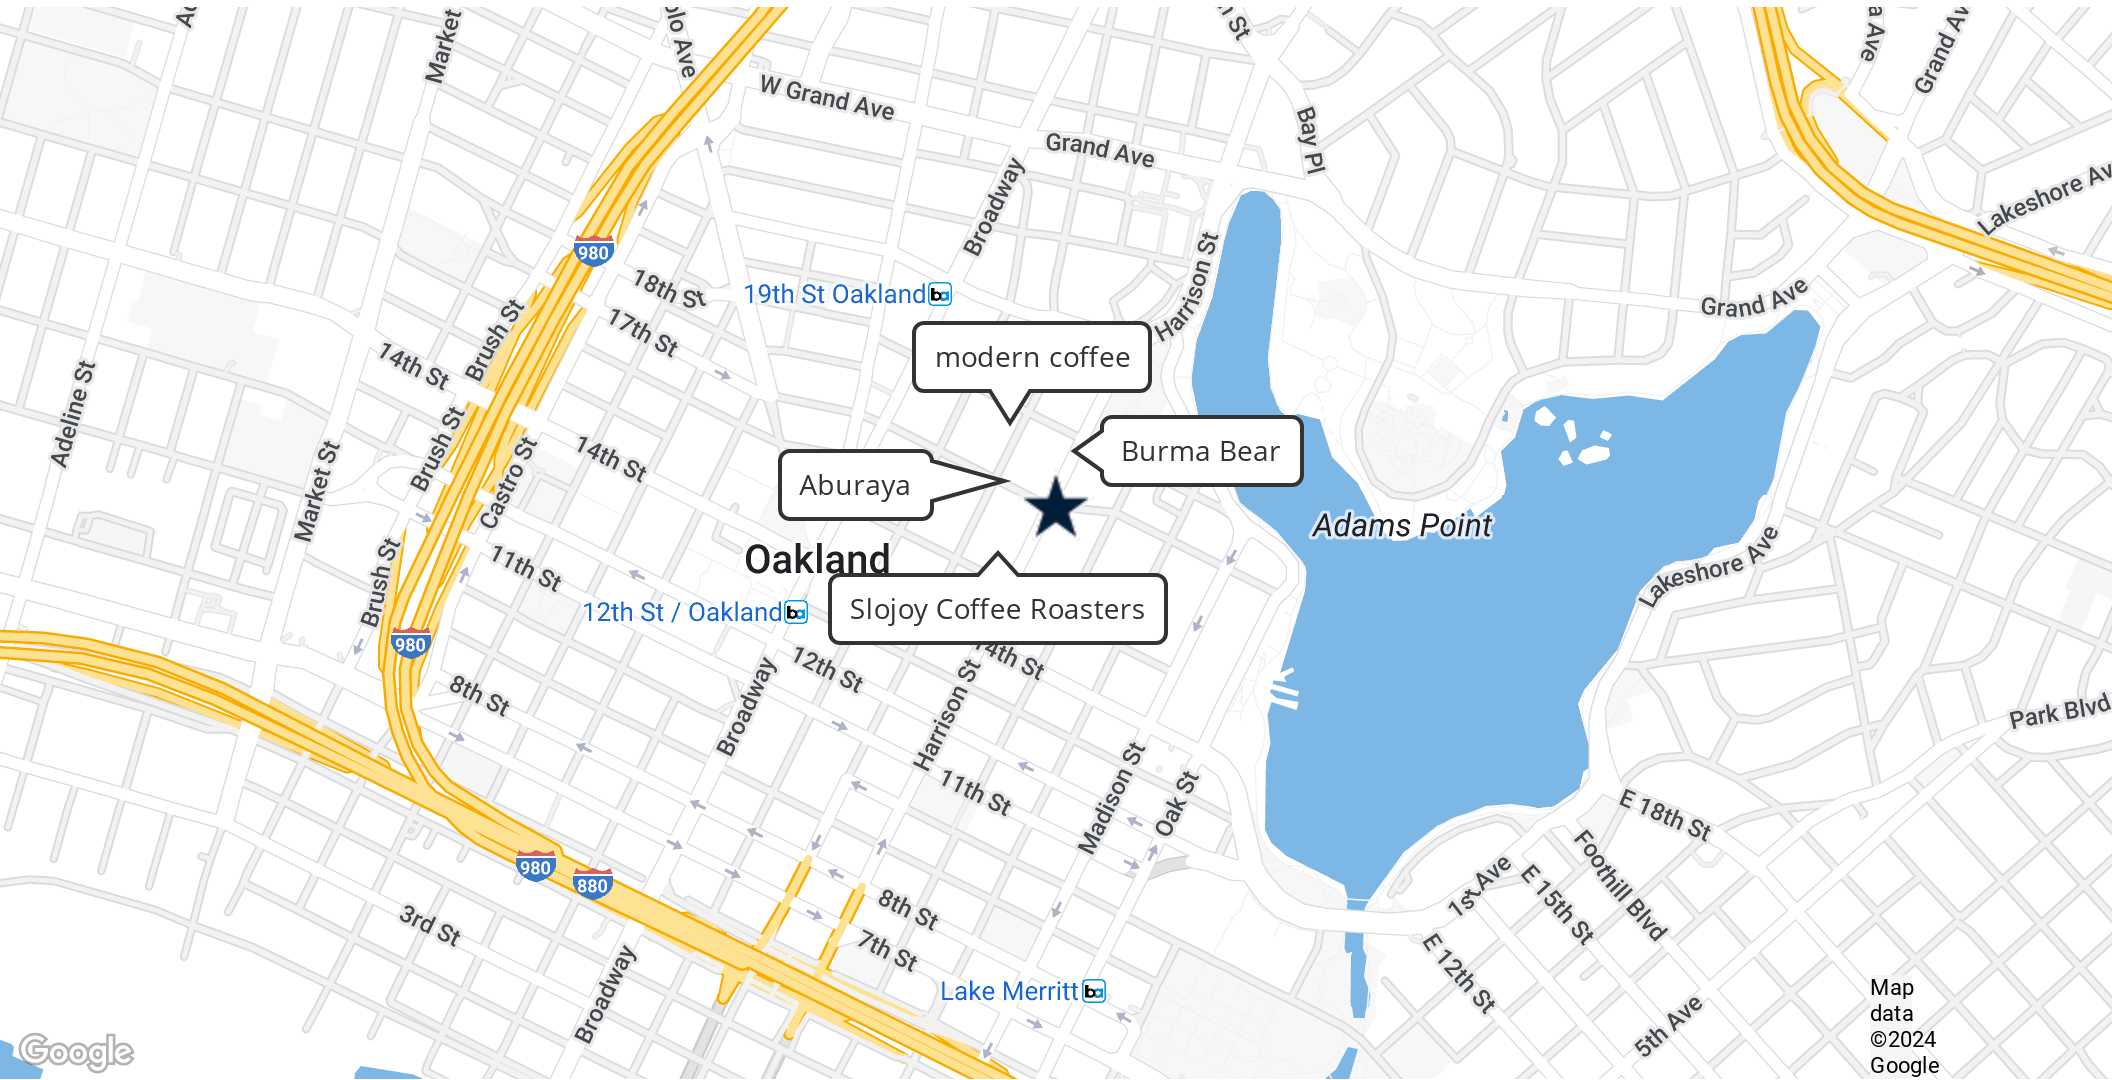 Market
W Grand Ave
Grand Ave
Bay Pl
Broadway
Grand Av
Lakeshore Av
980
18th St
19th St Oakland
Harrison St
Grand Ave
17th St
Brush St
14th St
modern coffee
Adeline St
Brush St
Castro St
14th St
Burma Bear
Aburaya
Market St
Adams Point
Oakland
11th St
Brush St
Lakeshore Ave
12th St / Oakland
Slojoy Coffee Roasters
980
14th St
12th St
8th St
Broadway
Harrison St
Park Blvd
11th St
Madison St
Oak St
E 18th St
980
880
Foothill Blvd
1st Ave
E 15th St
8th St
3rd St
7th St
E 12th St
Lake Merritt
Broadway
5th Ave
Google
Map
data
©2024
Google